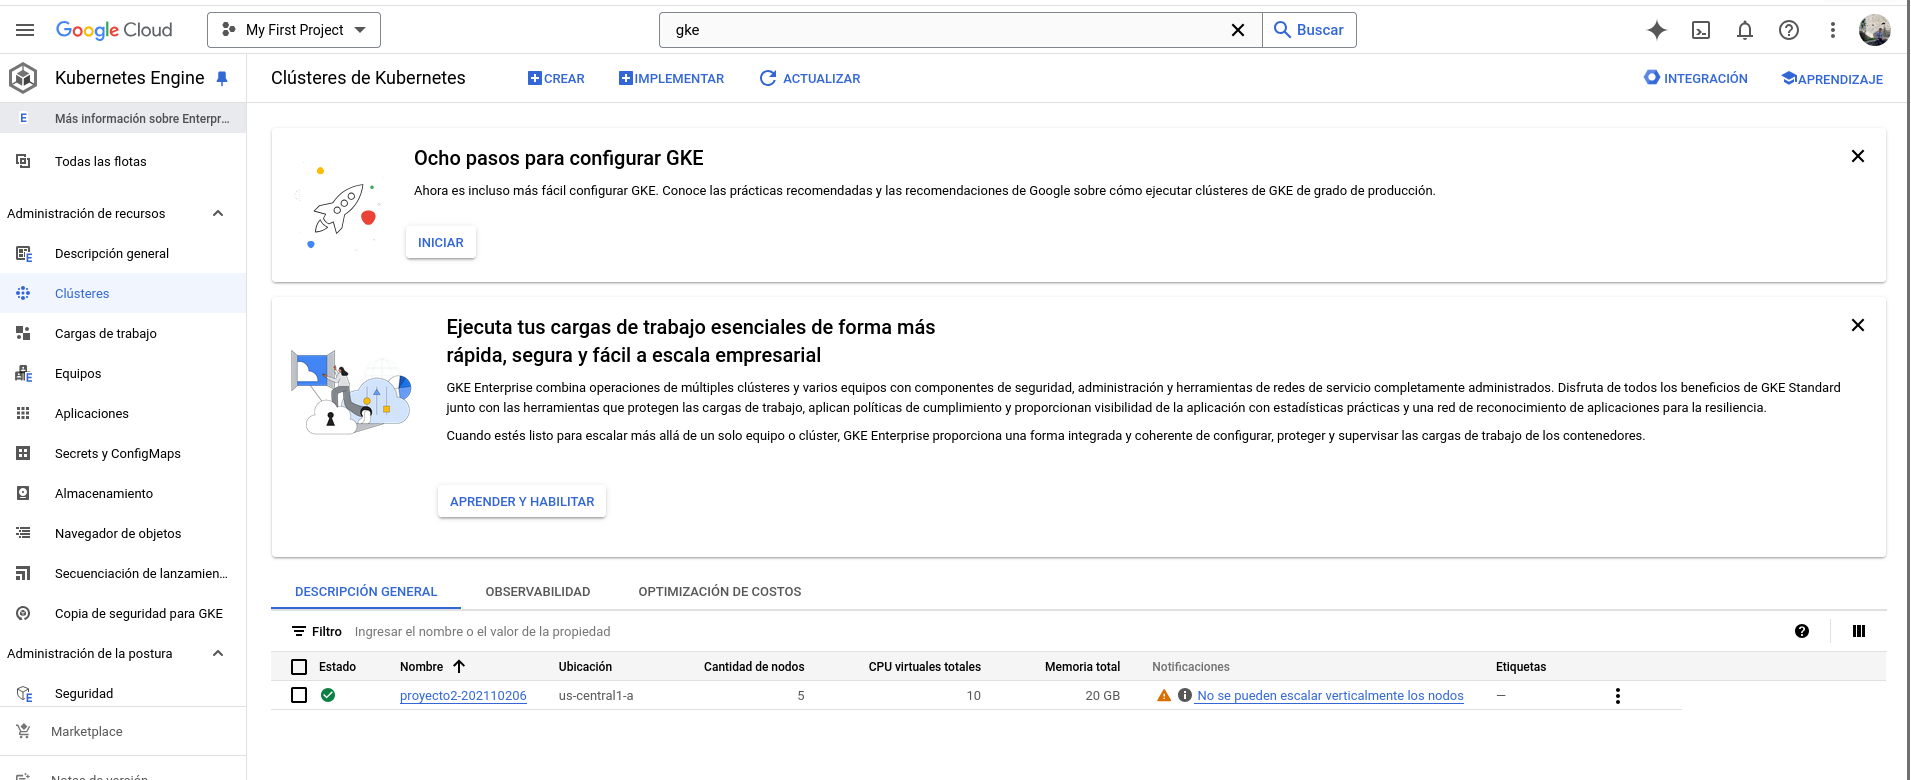 Google Cloud
My First Project
gke
Buscar
Kubernetes Engine
Clústeres de Kubernetes
CREAR
IMPLEMENTAR
ACTUALIZAR
INTEGRACIÓN
APRENDIZAJE
E
Más información sobre Enterpr...
Todas las flotas
Administración de recursos
Descripción general
Clústeres
Cargas de trabajo
Equipos
Aplicaciones
Secrets y ConfigMaps
Almacenamiento
Navegador de objetos
Secuenciación de lanzamien...
Copia de seguridad para GKE
Administración de la postura
Seguridad
Marketplace
Notas de versión
Ocho pasos para configurar GKE
Ahora es incluso más fácil configurar GKE. Conoce las prácticas recomendadas y las recomendaciones de Google sobre cómo ejecutar clústeres de GKE de grado de producción.
INICIAR
Ejecuta tus cargas de trabajo esenciales de forma más
rápida, segura y fácil a escala empresarial
GKE Enterprise combina operaciones de múltiples clústeres y varios equipos con componentes de seguridad, administración y herramientas de redes de servicio completamente administrados. Disfruta de todos los beneficios de GKE Standard
junto con las herramientas que protegen las cargas de trabajo, aplican políticas de cumplimiento y proporcionan visibilidad de la aplicación con estadísticas prácticas y una red de reconocimiento de aplicaciones para la resiliencia.
Cuando estés listo para escalar más allá de un solo equipo o clúster, GKE Enterprise proporciona una forma integrada y coherente de configurar, proteger y supervisar las cargas de trabajo de los contenedores.
APRENDER Y HABILITAR
DESCRIPCIÓN GENERAL
OBSERVABILIDAD
OPTIMIZACIÓN DE COSTOS
Filtro
Ingresar el nombre o el valor de la propiedad
Estado Nombre Ubicación Cantidad de nodos CPU virtuales totales Memoria total Notificaciones Etiquetas
proyecto2-202110206 us-central1-a 5 10 20 GB No se pueden escalar verticalmente los nodos —